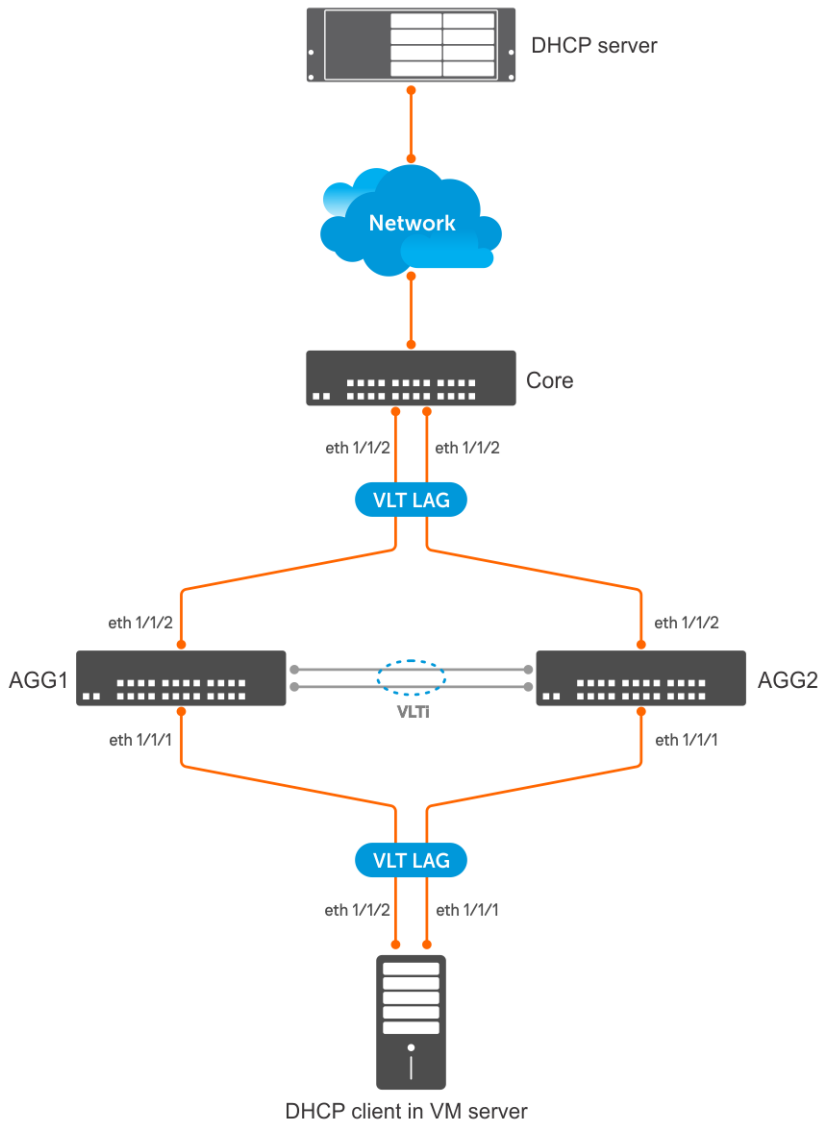 DHCP server
Network
Core
eth 1/1/2
eth 1/1/2
VLT LAG
eth 1/1/2
eth 1/1/2
AGG1
AGG2
VLTi
eth 1/1/1
eth 1/1/1
VLT LAG
eth 1/1/2
eth 1/1/1
DHCP client in VM server